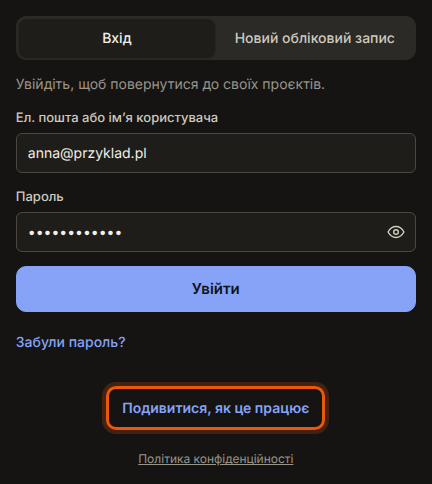 Вхід
Новий обліковий запис
Увійдіть, щоб повернутися до своїх проєктів.
Ел. пошта або ім’я користувача
anna@przyklad.pl
Пароль
••••••••••••
Увійти
Забули пароль?
Подивитися, як це працює
Політика конфіденційності